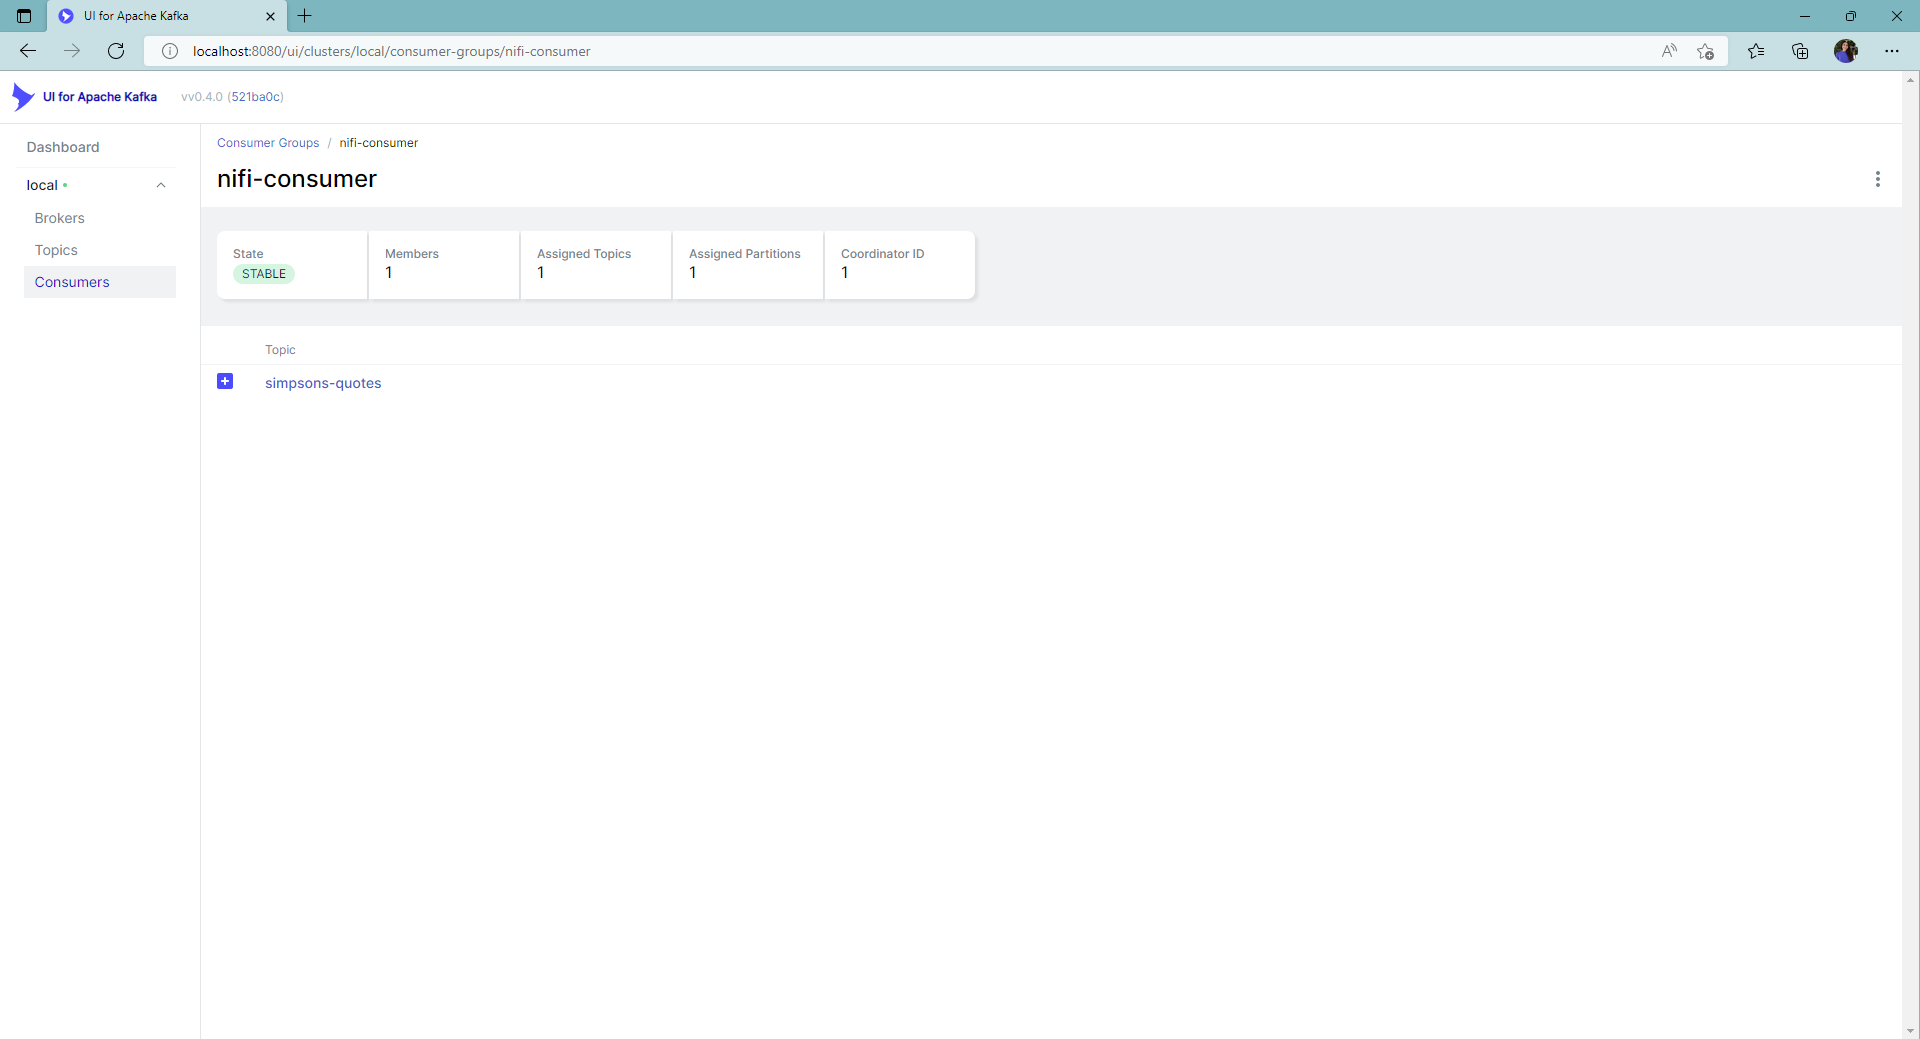 UI for Apache Kafka
localhost:8080/ui/clusters/local/consumer-groups/nifi-consumer
UI for Apache Kafka vv0.4.0 (521ba0c)
Dashboard
local
Brokers
Topics
Consumers
Consumer Groups / nifi-consumer
nifi-consumer
State
STABLE
Members
1
Assigned Topics
1
Assigned Partitions
1
Coordinator ID
1
Topic
simpsons-quotes